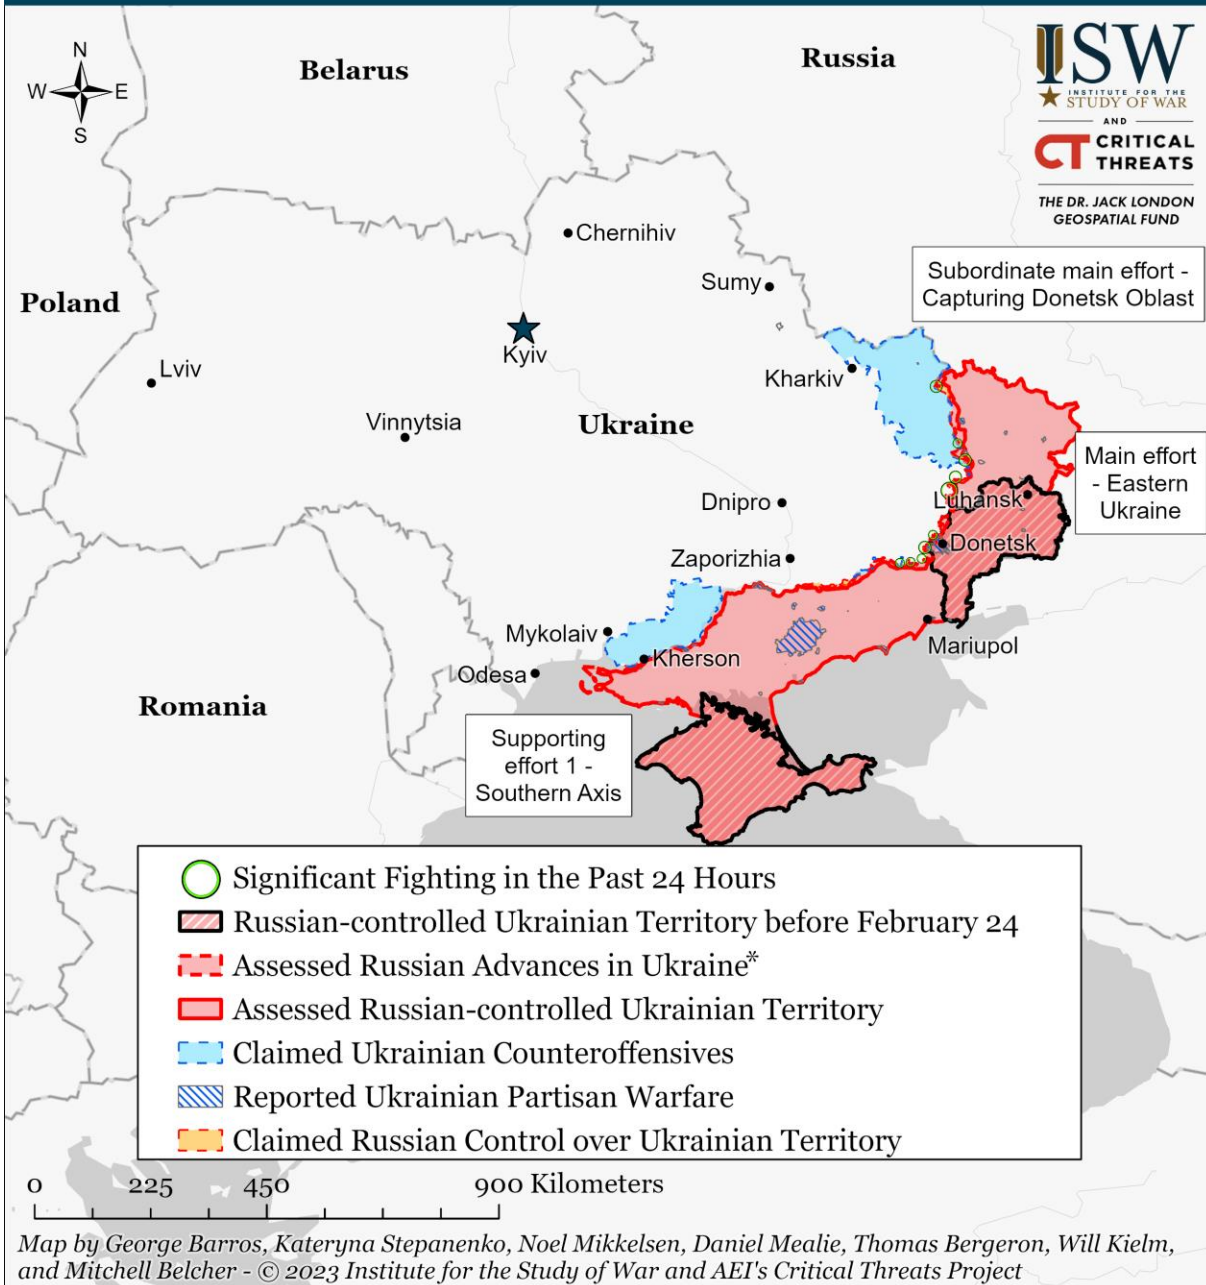 Belarus
Russia
N
W
E
S
ISW
INSTITUTE FOR THE
STUDY OF WAR
AND
CT CRITICAL
THREATS
THE DR. JACK LONDON
GEOSPATIAL FUND
Chernihiv
Sumy
Subordinate main effort -
Capturing Donetsk Oblast
Poland
Kyiv
Lviv
Kharkiv
Vinnytsia
Ukraine
Main effort
- Eastern
Ukraine
Dnipro
Luhansk
Donetsk
Zaporizhia
Mykolaiv
Mariupol
Kherson
Odesa
Romania
Supporting
effort 1 -
Southern Axis
Significant Fighting in the Past 24 Hours
Russian-controlled Ukrainian Territory before February 24
Assessed Russian Advances in Ukraine*
Assessed Russian-controlled Ukrainian Territory
Claimed Ukrainian Counteroffensives
Reported Ukrainian Partisan Warfare
Claimed Russian Control over Ukrainian Territory
0 225 450 900 Kilometers
Map by George Barros, Kateryna Stepanenko, Noel Mikkelsen, Daniel Mealie, Thomas Bergeron, Will Kielm,
and Mitchell Belcher - © 2023 Institute for the Study of War and AEI's Critical Threats Project